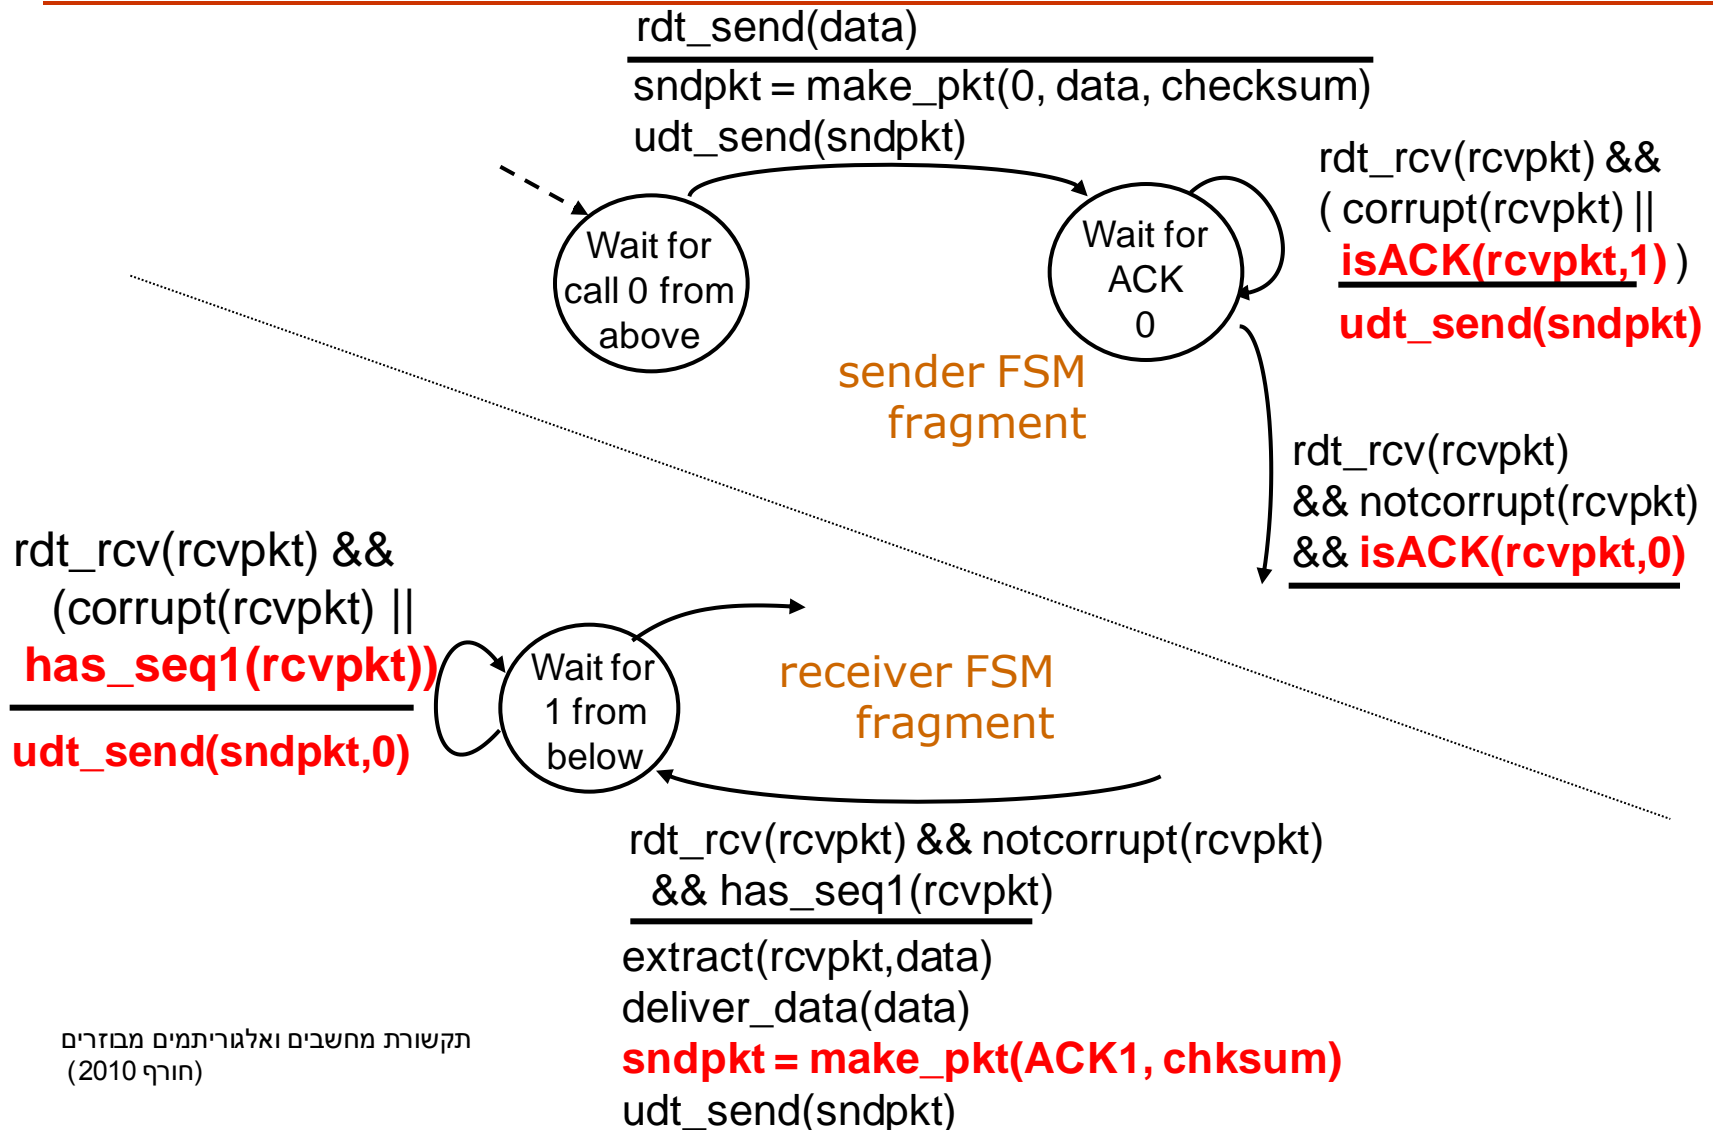 rdt_send(data)
sndpkt = make_pkt(0, data, checksum)
udt_send(sndpkt)
Wait for
call 0 from
above
Wait for
ACK
0
rdt_rcv(rcvpkt) &&
( corrupt(rcvpkt) ||
isACK(rcvpkt,1) )
udt_send(sndpkt)
sender FSM
fragment
rdt_rcv(rcvpkt)
&& notcorrupt(rcvpkt)
&& isACK(rcvpkt,0)
rdt_rcv(rcvpkt) &&
(corrupt(rcvpkt) ||
has_seq1(rcvpkt))
udt_send(sndpkt,0)
Wait for
1 from
below
receiver FSM
fragment
rdt_rcv(rcvpkt) && notcorrupt(rcvpkt)
&& has_seq1(rcvpkt)
extract(rcvpkt,data)
deliver_data(data)
sndpkt = make_pkt(ACK1, chksum)
udt_send(sndpkt)
תקשורת מחשבים ואלגוריתמים מבוזרים
(חורף 2010)